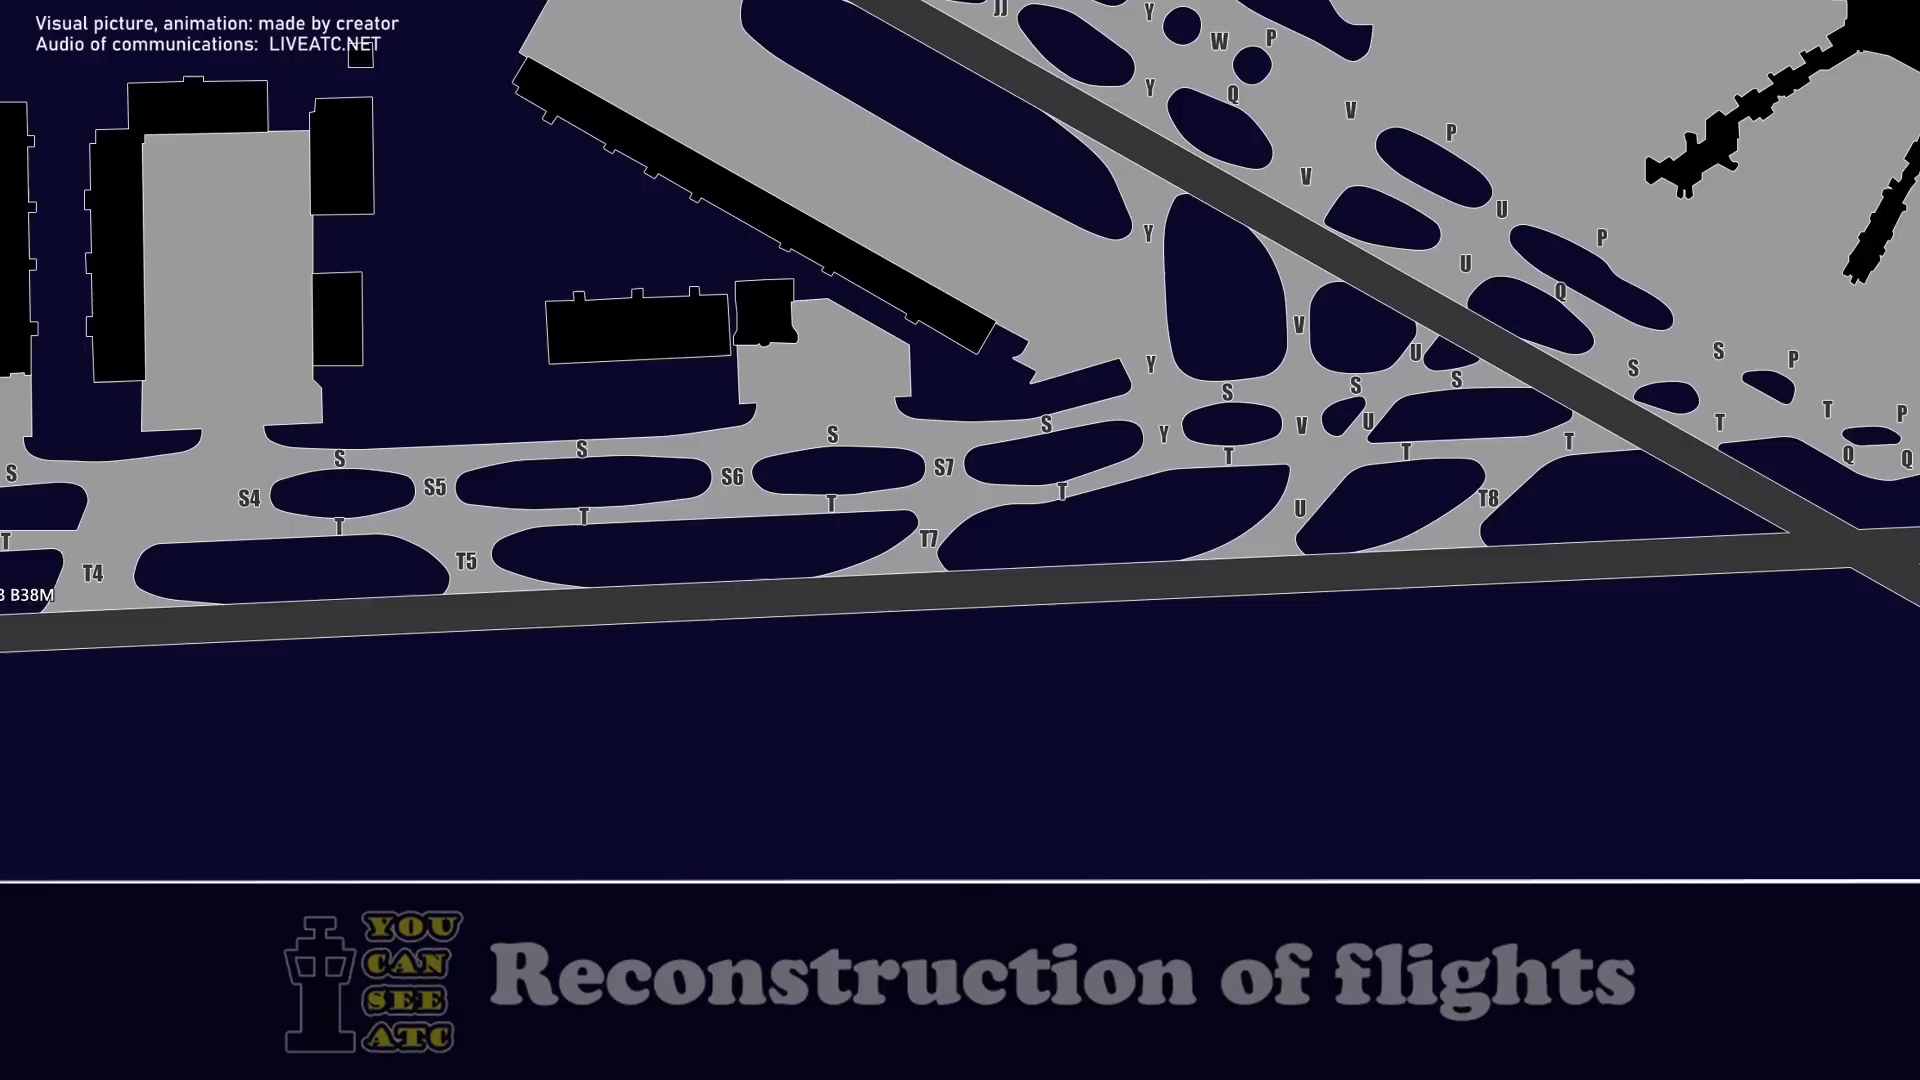 Visual picture, animation: made by creator
Audio of communications: LIVEATC.NET
JJ Y W P
Y Q V P
V U P
Y U Q
V U S S P
Y S S S T T P
S S S Y V U T Q Q
S S S S6 S7 T T T
S4 S5 T T8
T T T T7 U
T T4 T5
B38M
YOU
CAN
SEE
ATC
Reconstruction of flights